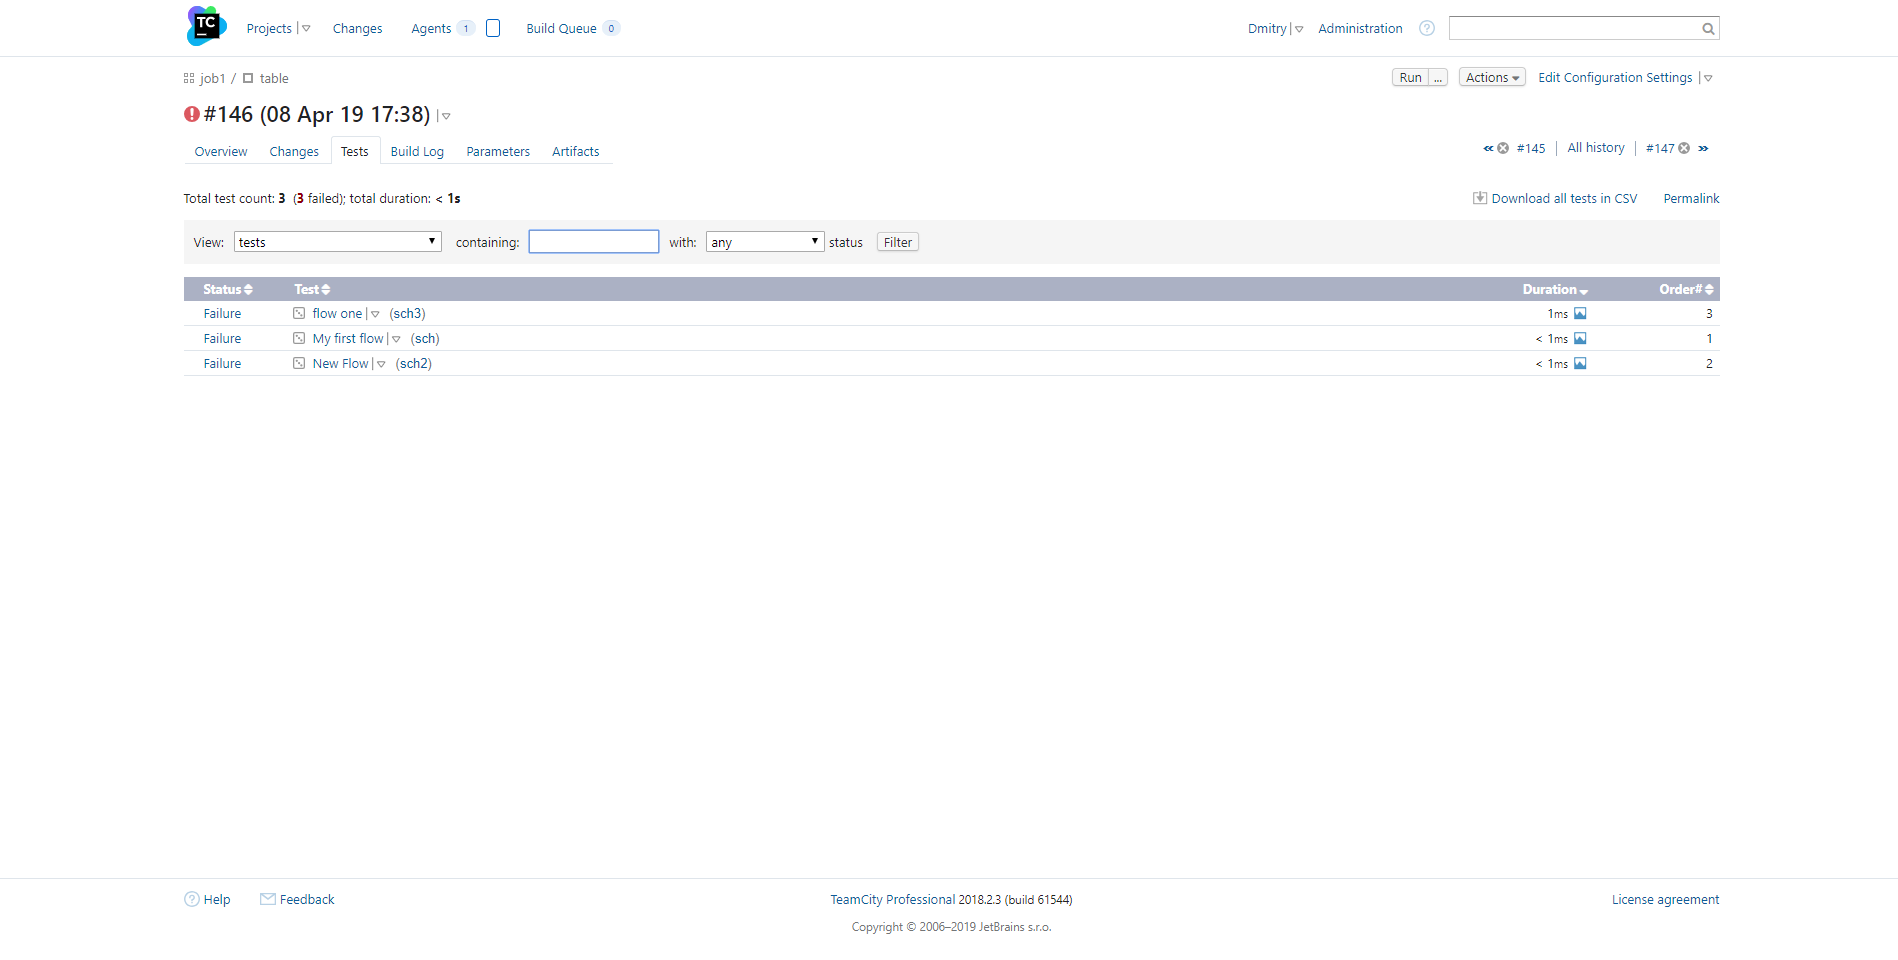 TC Projects Changes Agents 1 Build Queue 0 Dmitry Administration ?
job1 / table Run ... Actions Edit Configuration Settings
#146 (08 Apr 19 17:38)
Overview Changes Tests Build Log Parameters Artifacts « #145 All history #147 »
Total test count: 3 (3 failed); total duration: < 1s Download all tests in CSV Permalink
View: tests containing: with: any status Filter
Status Test Duration Order#
Failure flow one (sch3) 1ms 3
Failure My first flow (sch) < 1ms 1
Failure New Flow (sch2) < 1ms 2
? Help Feedback TeamCity Professional 2018.2.3 (build 61544) License agreement
Copyright © 2006–2019 JetBrains s.r.o.